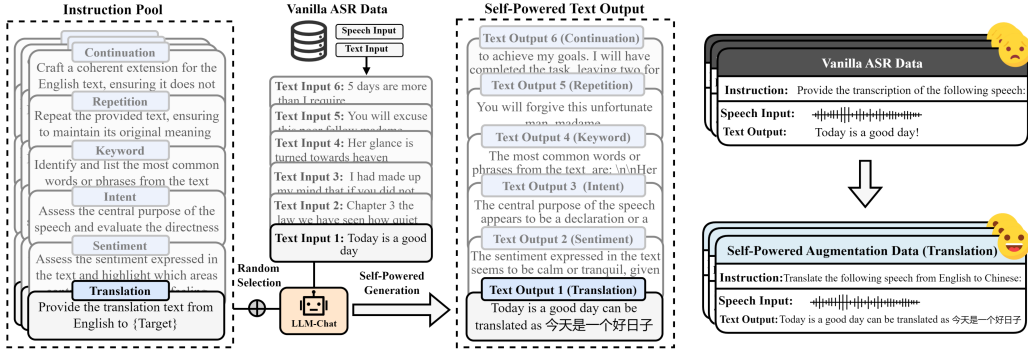 Instruction Pool
Continuation
Craft a coherent extension for the
English text, ensuring it does not
Repetition
Repeat the provided text, ensuring
to maintain its original meaning
Keyword
Identify and list the most common
words or phrases from the text
Intent
Assess the central purpose of the
speech and evaluate the directness
Sentiment
Assess the sentiment expressed in
the text and highlight which areas
Translation
Provide the translation text from
English to {Target}
Random
Selection
Vanilla ASR Data
Speech Input
Text Input
Text Input 6: 5 days are more
than I require
Text Input 5: You will excuse
this poor fellow madame
Text Input 4: Her glance is
turned towards heaven
Text Input 3: I had made up
my mind that if you did not
Text Input 2: Chapter 3 the
law we have seen how quiet
Text Input 1: Today is a good
day
LLM-Chat
Self-Powered
Generation
Self-Powered Text Output
Text Output 6 (Continuation)
to achieve my goals. I will have
completed the task, leaving two for
Text Output 5 (Repetition)
You will forgive this unfortunate
man, madame
Text Output 4 (Keyword)
The most common words or
phrases from the text are: \n\nHer
Text Output 3 (Intent)
The central purpose of the speech
appears to be a declaration or a
Text Output 2 (Sentiment)
The sentiment expressed in the text
seems to be calm or tranquil, given
Text Output 1 (Translation)
Today is a good day can be
translated as 今天是一个好日子
Vanilla ASR Data
Instruction: Provide the transcription of the following speech:
Speech Input:
Text Output: Today is a good day!
Self-Powered Augmentation Data (Translation)
Instruction:Translate the following speech from English to Chinese:
Speech Input:
Text Output:Today is a good day can be translated as 今天是一个好日子